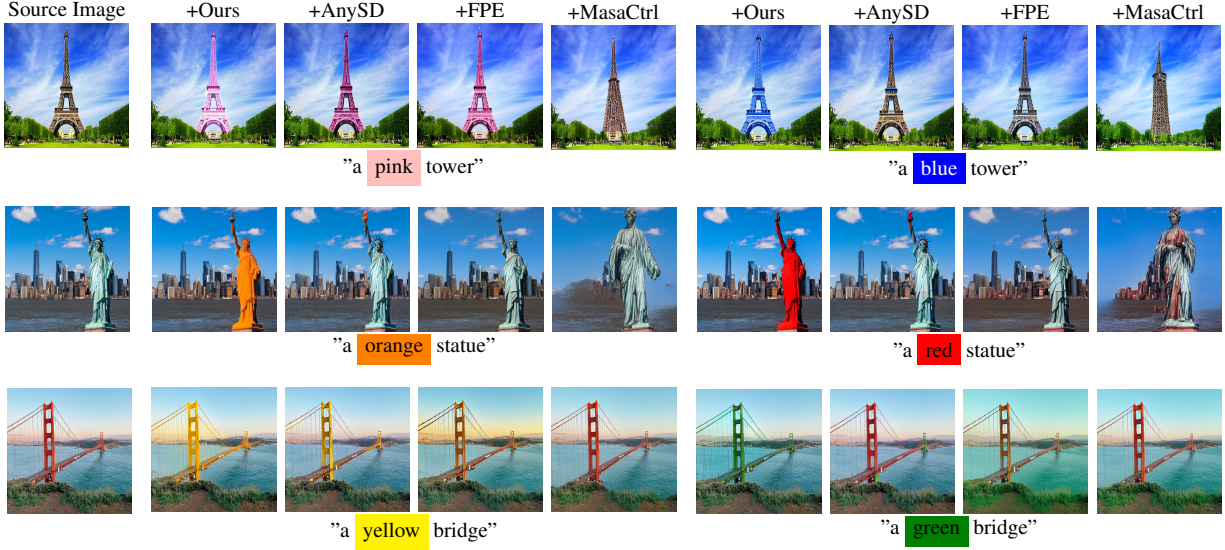 Source Image +Ours +AnySD +FPE +MasaCtrl +Ours +AnySD +FPE +MasaCtrl
”a pink tower” ”a blue tower”
”a orange statue” ”a red statue”
”a yellow bridge” ”a green bridge”